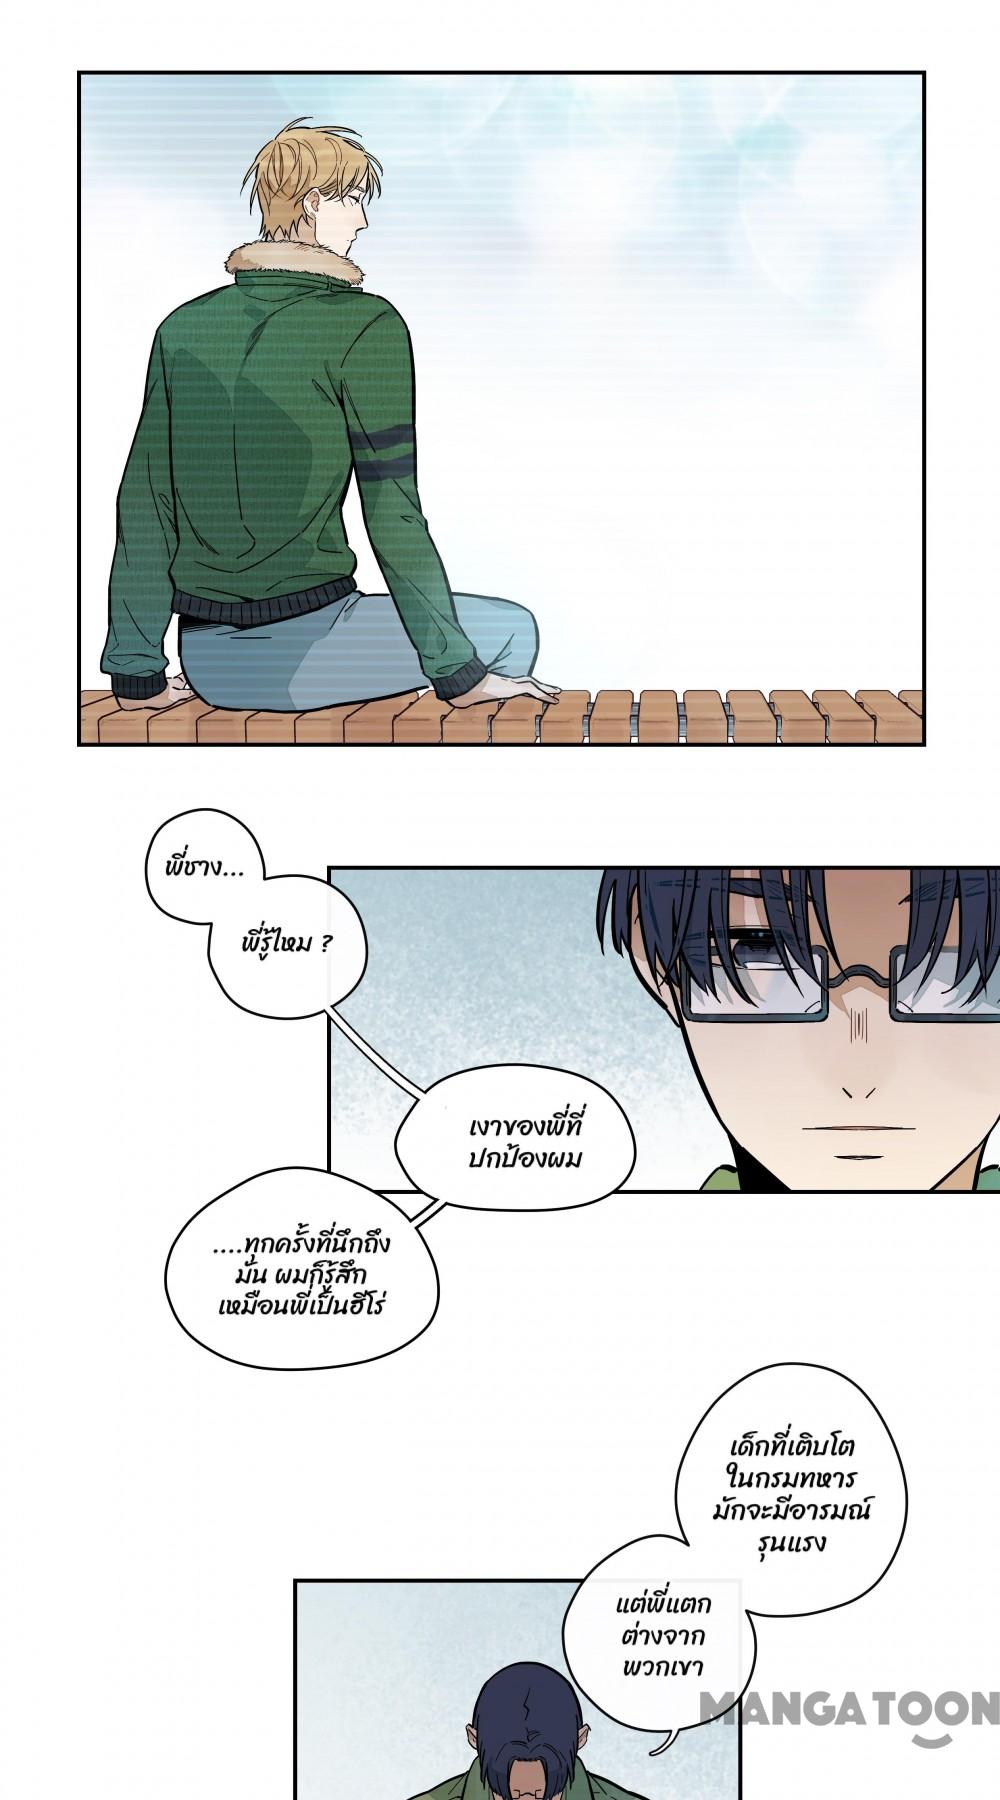 พี่ชาง...
พี่รู้ไหม ?
เงาของพี่ที่
ปกป้องผม
....ทุกครั้งที่นึกถึง
มัน ผมก็รู้สึก
เหมือนพี่เป็นฮีโร่
เด็กที่เติบโต
ในกรมทหาร
มักจะมีอารมณ์
รุนแรง
แต่พี่แตก
ต่างจาก
พวกเขา
MANGATOON